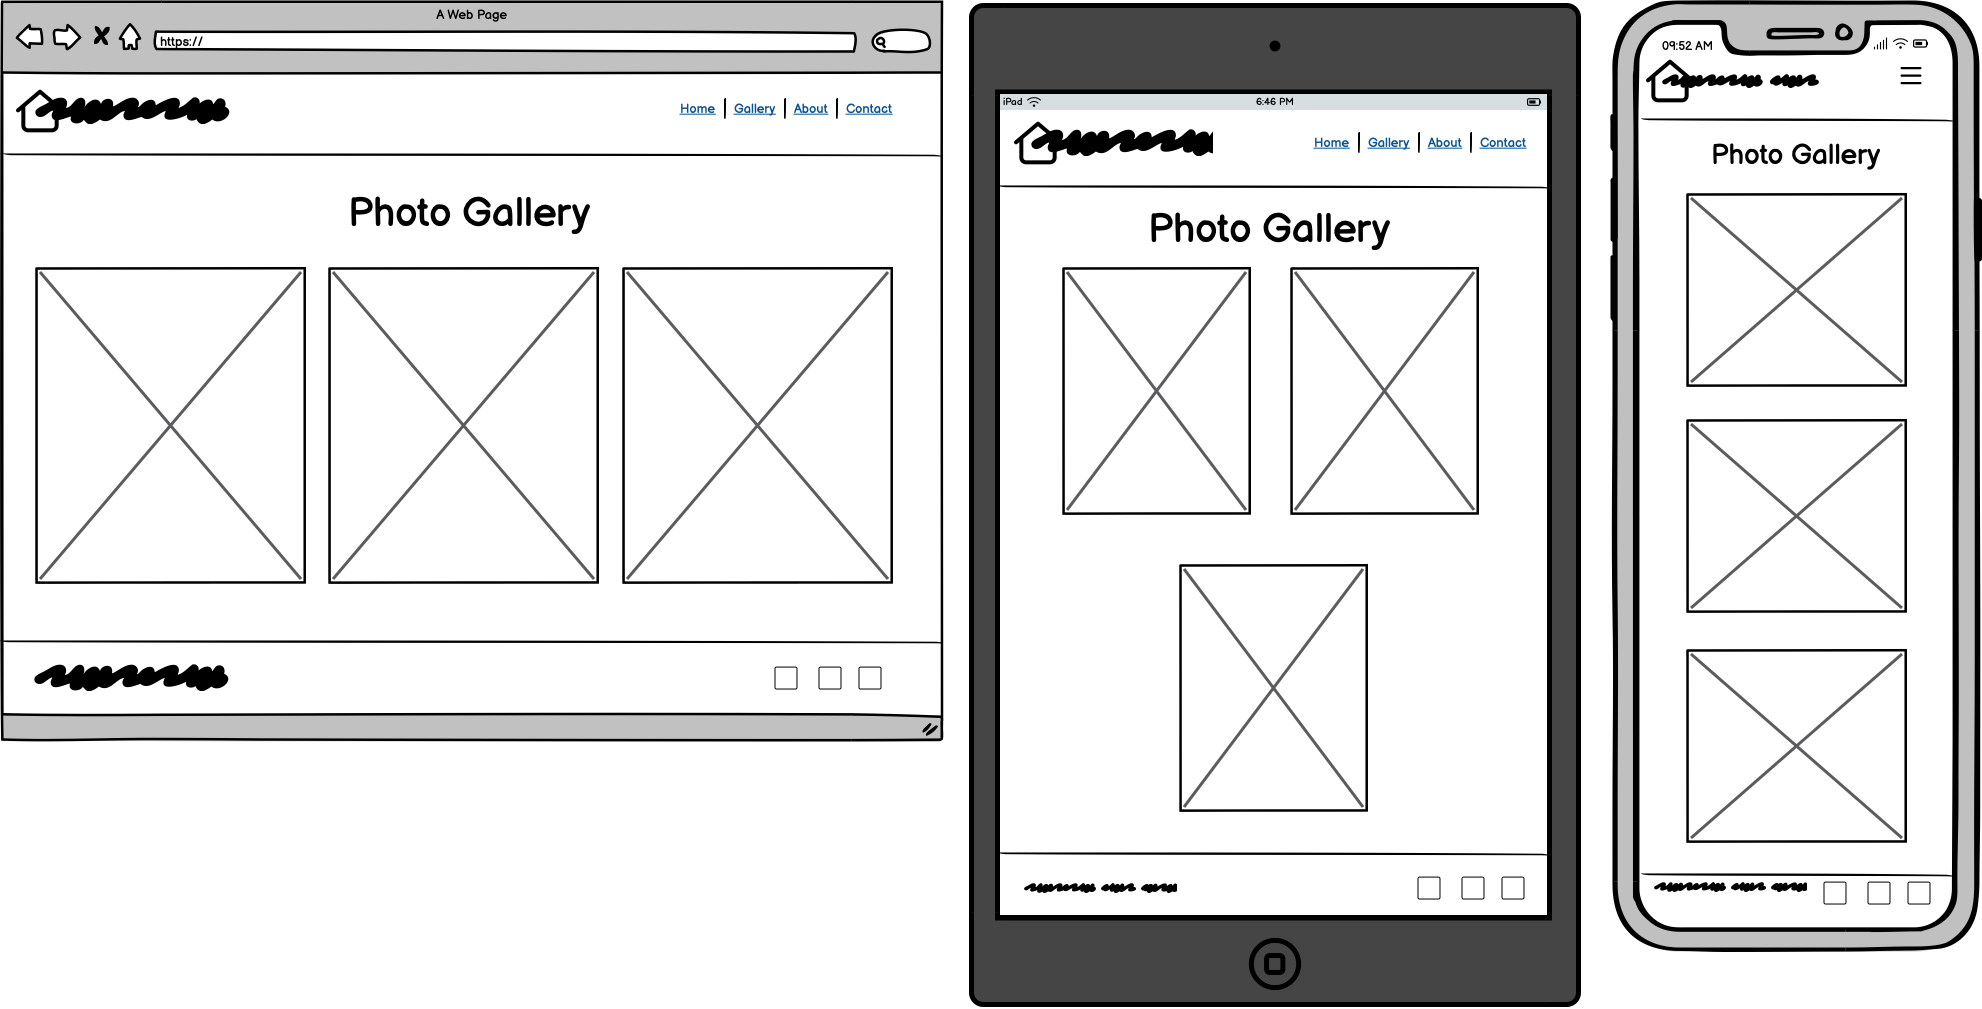 A Web Page
https://
Home | Gallery | About | Contact
Photo Gallery
iPad
6:46 PM
Home | Gallery | About | Contact
Photo Gallery
09:52 AM
Photo Gallery